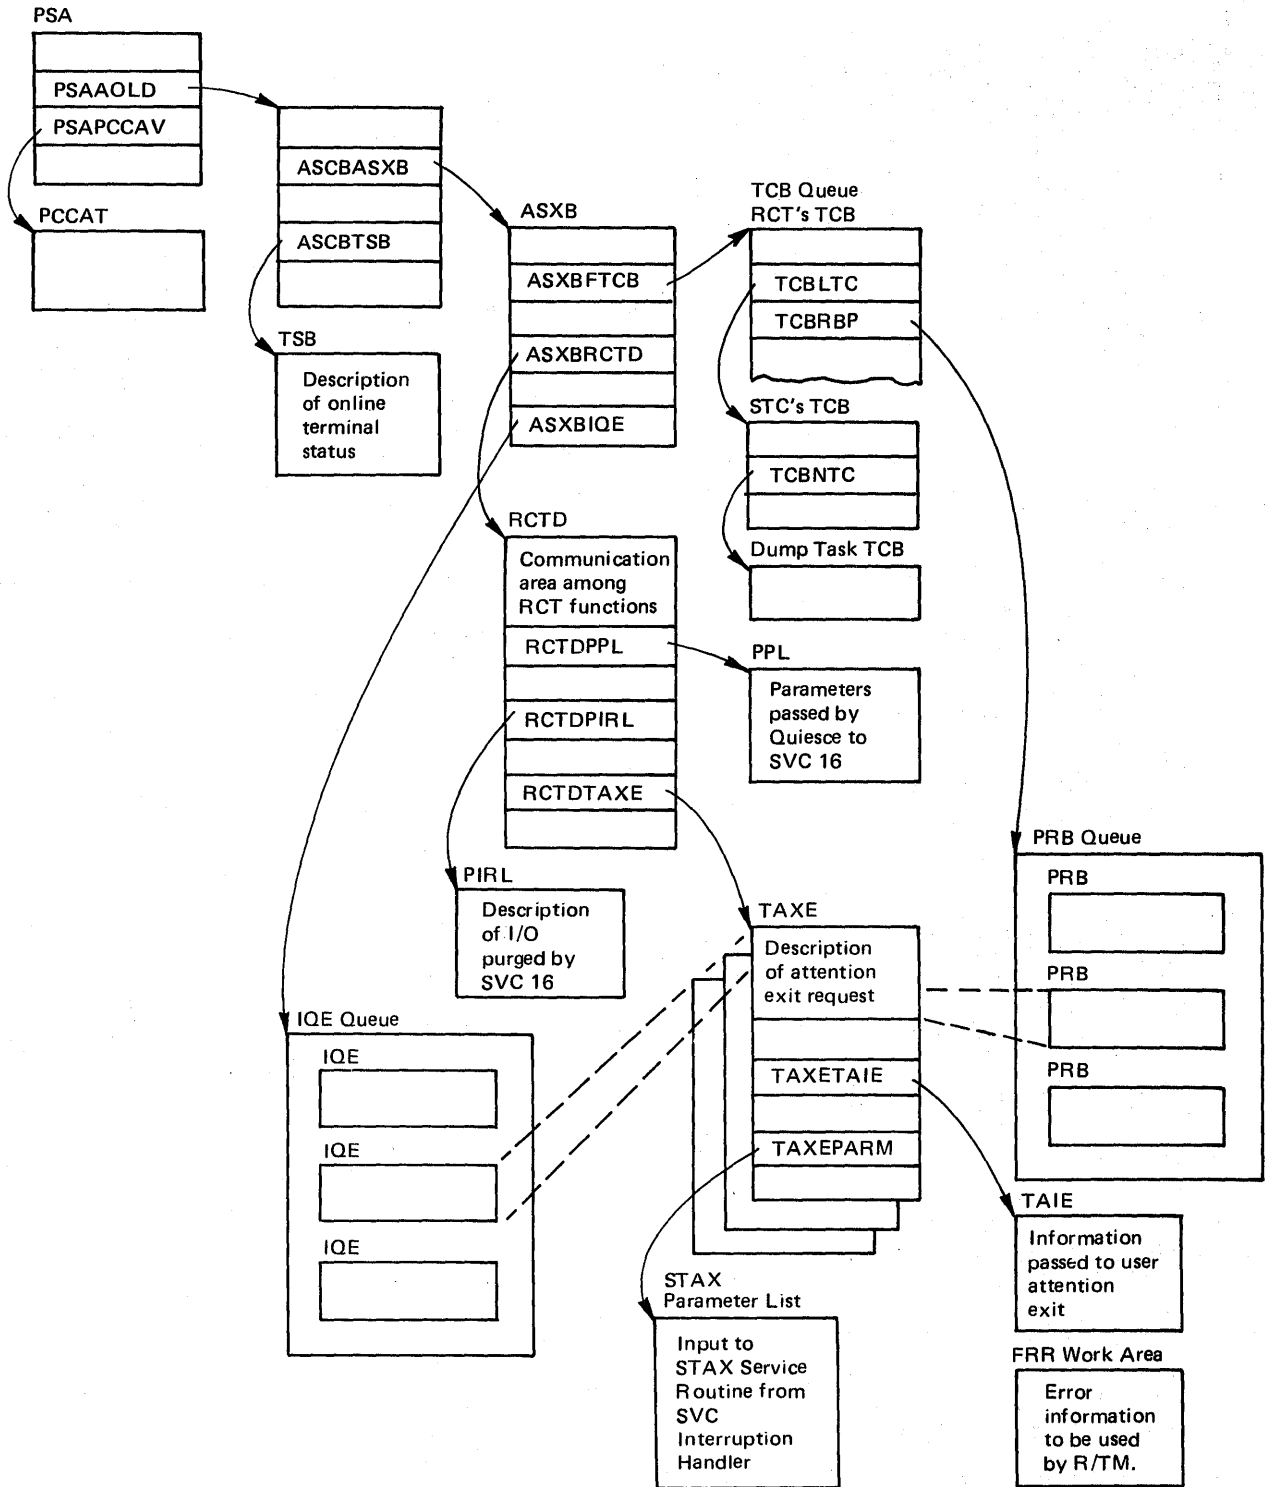 PSA
PSAAOLD
PSAPCCAV
PCCAT
ASCBASXB
ASCBTSB
TSB
Description
of online
terminal
status
ASXB
ASXBFTCB
ASXBRCTD
ASXBIQE
TCB Queue
RCT's TCB
TCBLTC
TCBRBP
STC's TCB
TCBNTC
Dump Task TCB
RCTD
Communication
area among
RCT functions
RCTDPPL
RCTDPIRL
RCTDTAXE
PPL
Parameters
passed by
Quiesce to
SVC 16
PIRL
Description
of I/O
purged by
SVC 16
PRB Queue
PRB
PRB
PRB
TAXE
Description
of attention
exit request
TAXETAIE
TAXEPARM
IQE Queue
IQE
IQE
IQE
TAIE
Information
passed to user
attention
exit
STAX
Parameter List
Input to
STAX Service
Routine from
SVC
Interruption
Handler
FRR Work Area
Error
information
to be used
by R/TM.